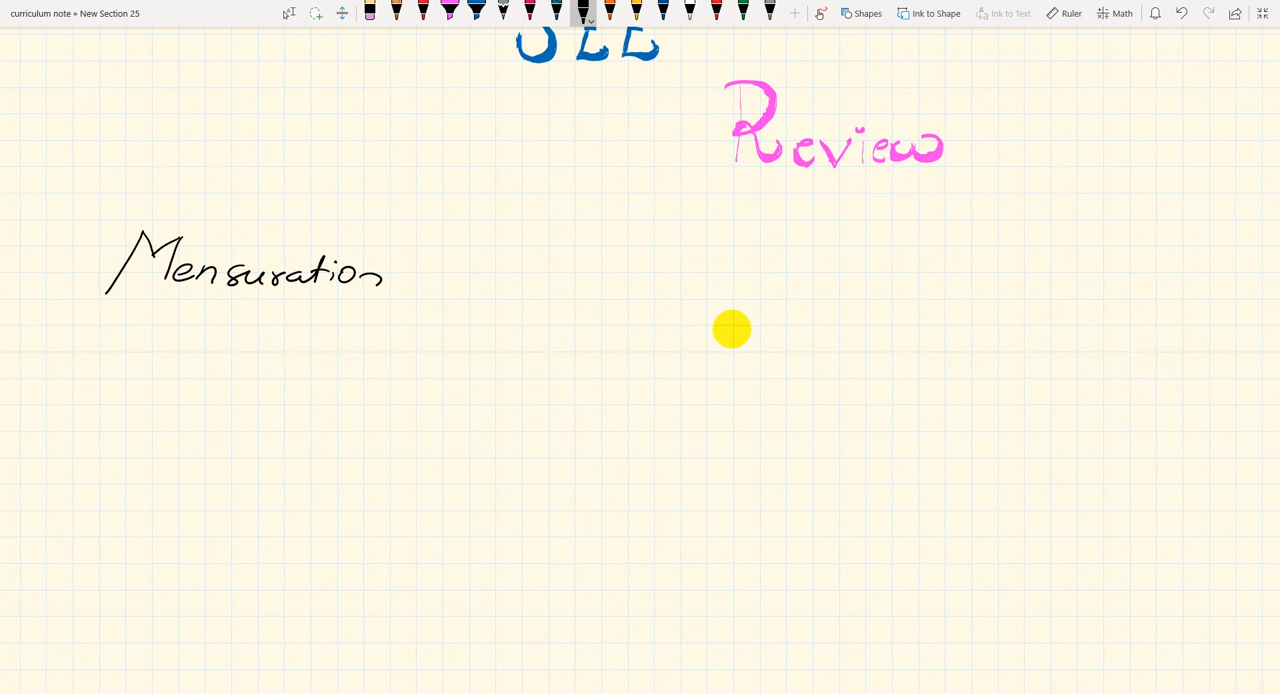 curriculum note » New Section 25
Shapes
Ink to Shape
Ink to Text
Ruler
Math
Review
Mensuration